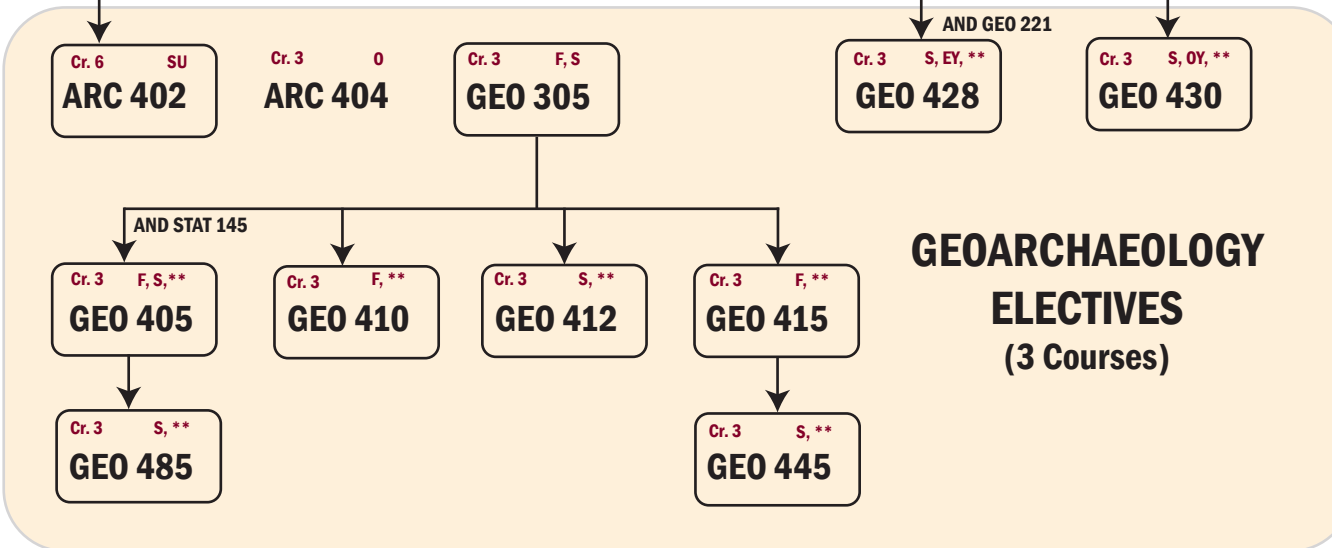 AND GEO 221
Cr. 6 SU
ARC 402
Cr. 3 O
ARC 404
Cr. 3 F, S
GEO 305
Cr. 3 S, EY, **
GEO 428
Cr. 3 S, OY, **
GEO 430
AND STAT 145
Cr. 3 F, S,**
GEO 405
Cr. 3 F, **
GEO 410
Cr. 3 S, **
GEO 412
Cr. 3 F, **
GEO 415
GEOARCHAEOLOGY
ELECTIVES
(3 Courses)
Cr. 3 S, **
GEO 485
Cr. 3 S, **
GEO 445